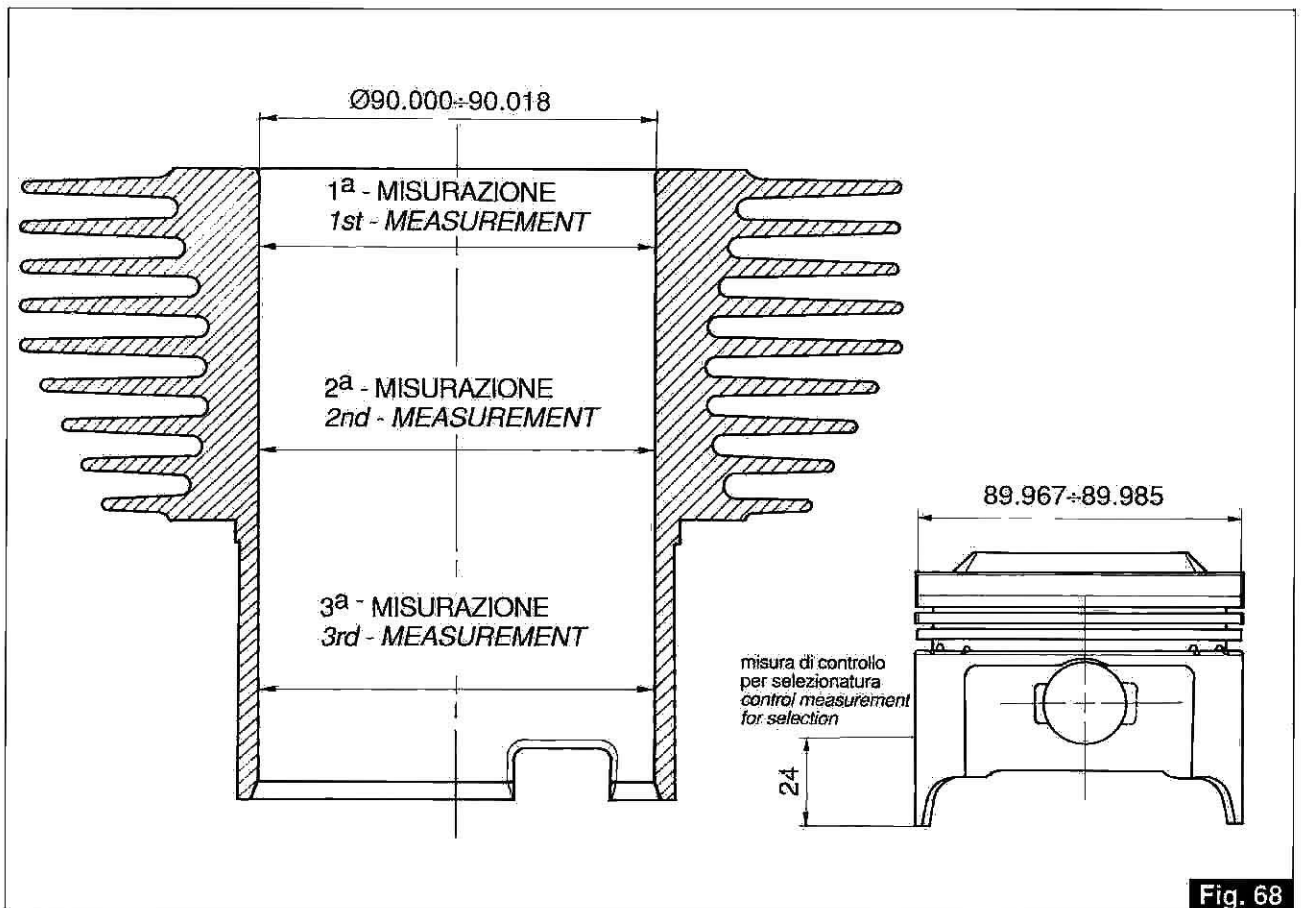 Ø90.000÷90.018
1ª - MISURAZIONE
1st - MEASUREMENT
2ª - MISURAZIONE
2nd - MEASUREMENT
3ª - MISURAZIONE
3rd - MEASUREMENT
89.967÷89.985
misura di controllo
per selezionatura
control measurement
for selection
24
Fig. 68